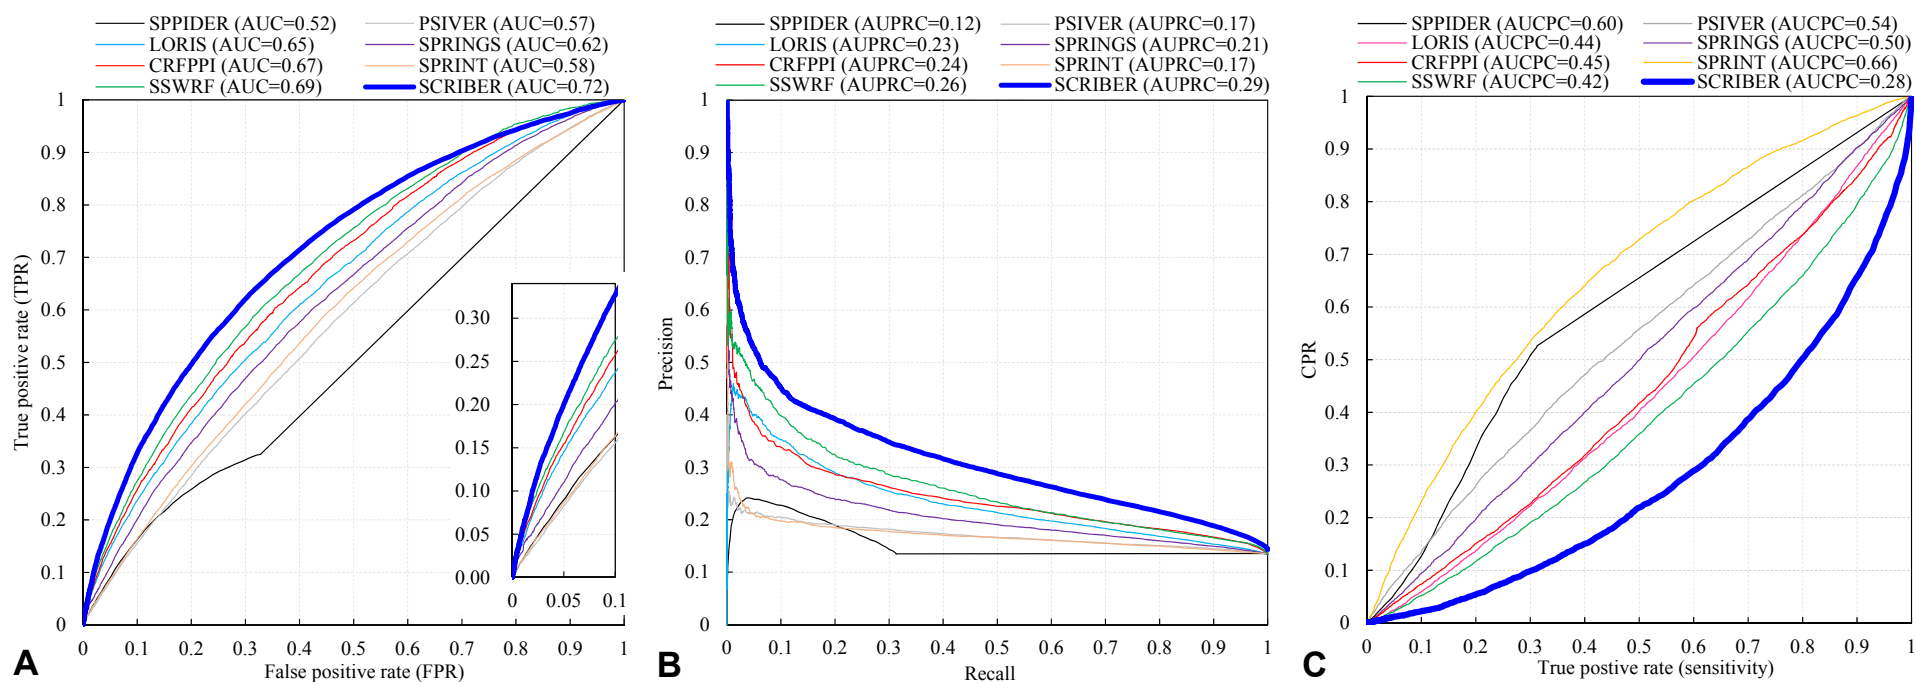 SPPIDER (AUC=0.52) PSIVER (AUC=0.57)
LORIS (AUC=0.65) SPRINGS (AUC=0.62)
CRFPPI (AUC=0.67) SPRINT (AUC=0.58)
SSWRF (AUC=0.69) SCRIBER (AUC=0.72)
1
0.9
0.8
0.7
0.6
0.5
0.4
0.3
0.2
0.1
0
True positive rate (TPR)
0.30
0.25
0.20
0.15
0.10
0.05
0.00
0 0.05 0.1
0 0.1 0.2 0.3 0.4 0.5 0.6 0.7 0.8 0.9 1
False positive rate (FPR)
A
SPPIDER (AUPRC=0.12) PSIVER (AUPRC=0.17)
LORIS (AUPRC=0.23) SPRINGS (AUPRC=0.21)
CRFPPI (AUPRC=0.24) SPRINT (AUPRC=0.17)
SSWRF (AUPRC=0.26) SCRIBER (AUPRC=0.29)
1
0.9
0.8
0.7
0.6
0.5
0.4
0.3
0.2
0.1
0
Precision
0 0.1 0.2 0.3 0.4 0.5 0.6 0.7 0.8 0.9 1
Recall
B
SPPIDER (AUCPC=0.60) PSIVER (AUCPC=0.54)
LORIS (AUCPC=0.44) SPRINGS (AUCPC=0.50)
CRFPPI (AUCPC=0.45) SPRINT (AUCPC=0.66)
SSWRF (AUCPC=0.42) SCRIBER (AUCPC=0.28)
1
0.9
0.8
0.7
0.6
0.5
0.4
0.3
0.2
0.1
0
CPR
0 0.1 0.2 0.3 0.4 0.5 0.6 0.7 0.8 0.9 1
True postive rate (sensitivity)
C